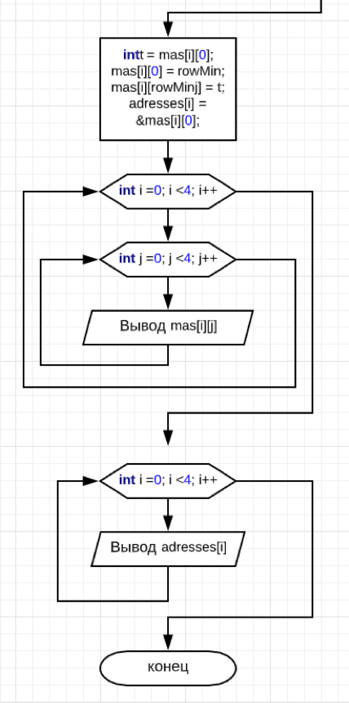 intt = mas[i][0];
mas[i][0] = rowMin;
mas[i][rowMinj] = t;
adresses[i] =
&mas[i][0];
int i =0; i <4; i++
int j =0; j <4; j++
Вывод mas[i][j]
int i =0; i <4; i++
Вывод adresses[i]
конец